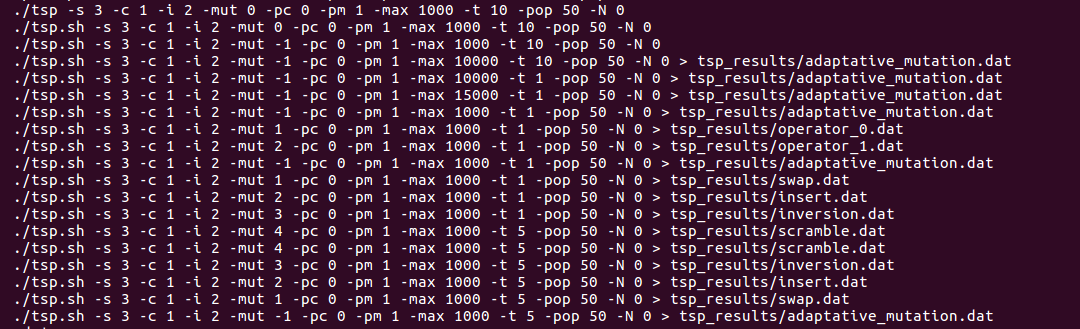 ./tsp -s 3 -c 1 -i 2 -mut 0 -pc 0 -pm 1 -max 1000 -t 10 -pop 50 -N 0
./tsp.sh -s 3 -c 1 -i 2 -mut 0 -pc 0 -pm 1 -max 1000 -t 10 -pop 50 -N 0
./tsp.sh -s 3 -c 1 -i 2 -mut -1 -pc 0 -pm 1 -max 1000 -t 10 -pop 50 -N 0
./tsp.sh -s 3 -c 1 -i 2 -mut -1 -pc 0 -pm 1 -max 10000 -t 10 -pop 50 -N 0 > tsp_results/adaptative_mutation.dat
./tsp.sh -s 3 -c 1 -i 2 -mut -1 -pc 0 -pm 1 -max 10000 -t 1 -pop 50 -N 0 > tsp_results/adaptative_mutation.dat
./tsp.sh -s 3 -c 1 -i 2 -mut -1 -pc 0 -pm 1 -max 15000 -t 1 -pop 50 -N 0 > tsp_results/adaptative_mutation.dat
./tsp.sh -s 3 -c 1 -i 2 -mut -1 -pc 0 -pm 1 -max 1000 -t 1 -pop 50 -N 0 > tsp_results/adaptative_mutation.dat
./tsp.sh -s 3 -c 1 -i 2 -mut 1 -pc 0 -pm 1 -max 1000 -t 1 -pop 50 -N 0 > tsp_results/operator_0.dat
./tsp.sh -s 3 -c 1 -i 2 -mut 2 -pc 0 -pm 1 -max 1000 -t 1 -pop 50 -N 0 > tsp_results/operator_1.dat
./tsp.sh -s 3 -c 1 -i 2 -mut -1 -pc 0 -pm 1 -max 1000 -t 1 -pop 50 -N 0 > tsp_results/adaptative_mutation.dat
./tsp.sh -s 3 -c 1 -i 2 -mut 1 -pc 0 -pm 1 -max 1000 -t 1 -pop 50 -N 0 > tsp_results/swap.dat
./tsp.sh -s 3 -c 1 -i 2 -mut 2 -pc 0 -pm 1 -max 1000 -t 1 -pop 50 -N 0 > tsp_results/insert.dat
./tsp.sh -s 3 -c 1 -i 2 -mut 3 -pc 0 -pm 1 -max 1000 -t 1 -pop 50 -N 0 > tsp_results/inversion.dat
./tsp.sh -s 3 -c 1 -i 2 -mut 4 -pc 0 -pm 1 -max 1000 -t 5 -pop 50 -N 0 > tsp_results/scramble.dat
./tsp.sh -s 3 -c 1 -i 2 -mut 4 -pc 0 -pm 1 -max 1000 -t 5 -pop 50 -N 0 > tsp_results/scramble.dat
./tsp.sh -s 3 -c 1 -i 2 -mut 3 -pc 0 -pm 1 -max 1000 -t 5 -pop 50 -N 0 > tsp_results/inversion.dat
./tsp.sh -s 3 -c 1 -i 2 -mut 2 -pc 0 -pm 1 -max 1000 -t 5 -pop 50 -N 0 > tsp_results/insert.dat
./tsp.sh -s 3 -c 1 -i 2 -mut 1 -pc 0 -pm 1 -max 1000 -t 5 -pop 50 -N 0 > tsp_results/swap.dat
./tsp.sh -s 3 -c 1 -i 2 -mut -1 -pc 0 -pm 1 -max 1000 -t 5 -pop 50 -N 0 > tsp_results/adaptative_mutation.dat